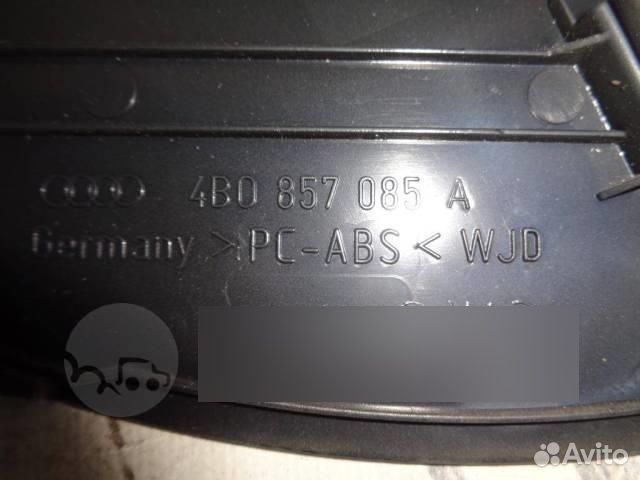 4B0 857 085 A
Germany >PC-ABS< WJD
Avito